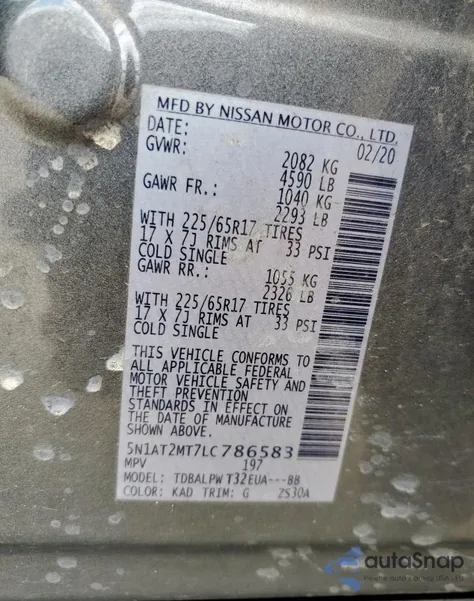 MFD BY NISSAN MOTOR CO., LTD.
DATE: 02/20
GVWR: 2082 KG
4590 LB
GAWR FR.: 1040 KG
2293 LB
WITH 225/65R17 TIRES
17 X 7J RIMS AT 33 PSI
COLD SINGLE
GAWR RR.: 1055 KG
2326 LB
WITH 225/65R17 TIRES
17 X 7J RIMS AT 33 PSI
COLD SINGLE
THIS VEHICLE CONFORMS TO
ALL APPLICABLE FEDERAL
MOTOR VEHICLE SAFETY AND
THEFT PREVENTION
STANDARDS IN EFFECT ON
THE DATE OF MANUFACTURE
SHOWN ABOVE.
5N1AT2MT7LC786583
MPV 197
MODEL: TDBALPW T32EUA---BB
COLOR: KAD TRIM: G 2S30A
autoSnap